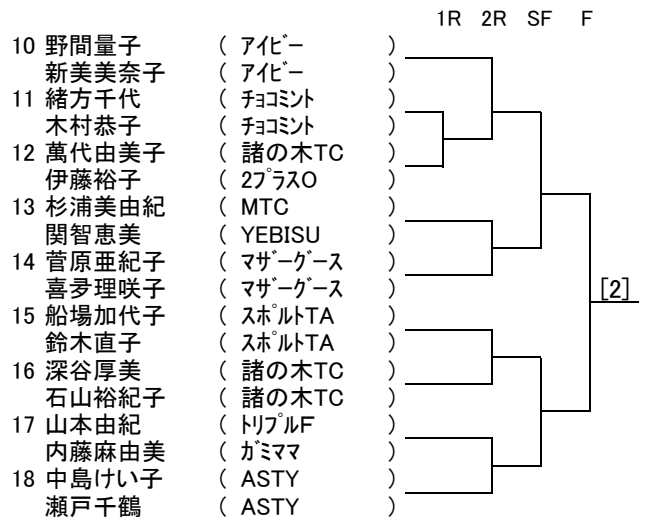 1R 2R SF F
10 野間量子 ( ｱｲﾋﾞｰ )
新美美奈子 ( ｱｲﾋﾞｰ )
11 緒方千代 ( ﾁｮｺﾐﾝﾄ )
木村恭子 ( ﾁｮｺﾐﾝﾄ )
12 萬代由美子 ( 諸の木TC )
伊藤裕子 ( 2ﾌﾟﾗｽO )
13 杉浦美由紀 ( MTC )
関智恵美 ( YEBISU )
14 菅原亜紀子 ( ﾏｻﾞｰｸﾞｰｽ )
喜夛理咲子 ( ﾏｻﾞｰｸﾞｰｽ )
[2]
15 船場加代子 ( ｽﾎﾟﾙﾄTA )
鈴木直子 ( ｽﾎﾟﾙﾄTA )
16 深谷厚美 ( 諸の木TC )
石山裕紀子 ( 諸の木TC )
17 山本由紀 ( ﾄﾘﾌﾟﾙF )
内藤麻由美 ( ｶﾞﾐﾏﾏ )
18 中島けい子 ( ASTY )
瀬戸千鶴 ( ASTY )